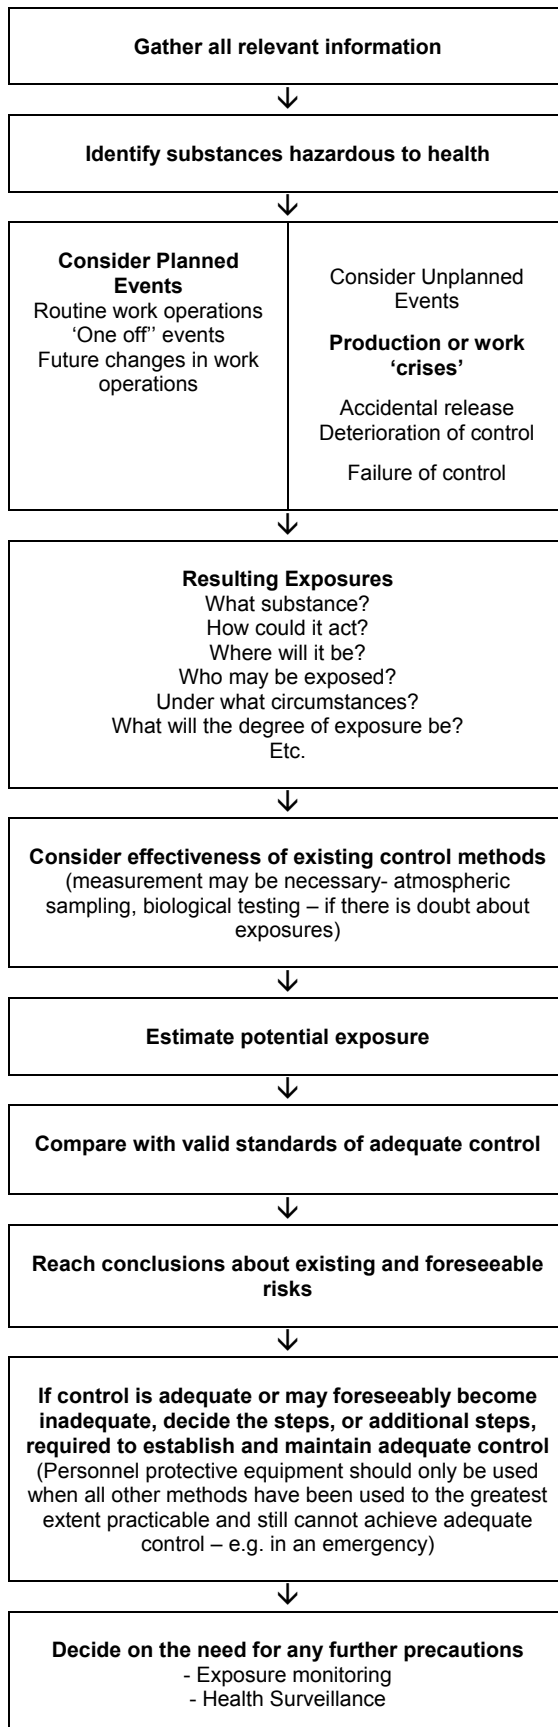 Gather all relevant information
Identify substances hazardous to health
Consider Planned
Events
Routine work operations
‘One off’' events
Future changes in work
operations
Consider Unplanned
Events
Production or work
‘crises’
Accidental release
Deterioration of control
Failure of control
Resulting Exposures
What substance?
How could it act?
Where will it be?
Who may be exposed?
Under what circumstances?
What will the degree of exposure be?
Etc.
Consider effectiveness of existing control methods
(measurement may be necessary- atmospheric
sampling, biological testing – if there is doubt about
exposures)
Estimate potential exposure
Compare with valid standards of adequate control
Reach conclusions about existing and foreseeable
risks
If control is adequate or may foreseeably become
inadequate, decide the steps, or additional steps,
required to establish and maintain adequate control
(Personnel protective equipment should only be used
when all other methods have been used to the greatest
extent practicable and still cannot achieve adequate
control – e.g. in an emergency)
Decide on the need for any further precautions
- Exposure monitoring
- Health Surveillance